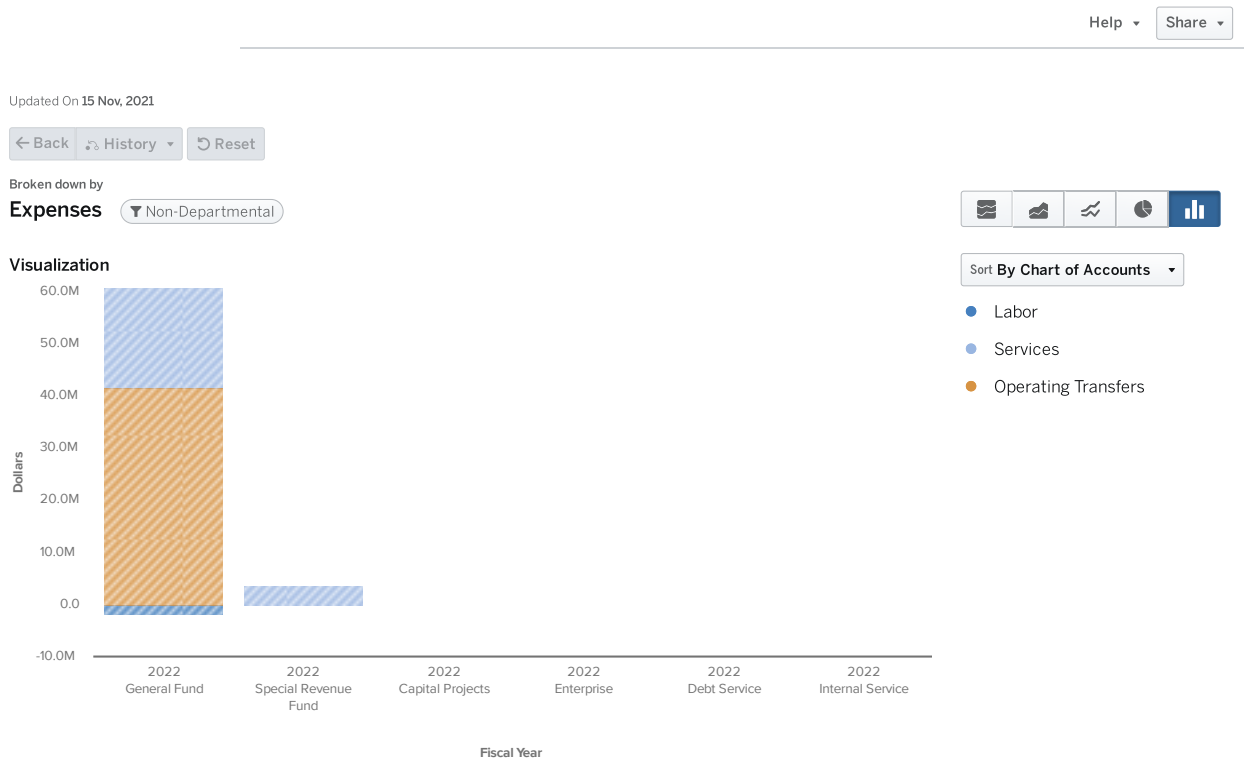 Help
Share
Updated On 15 Nov, 2021
Back
History
Reset
Broken down by
Expenses
Non-Departmental
Visualization
Sort By Chart of Accounts
Labor
Services
Operating Transfers
60.0M
50.0M
40.0M
30.0M
20.0M
10.0M
0.0
-10.0M
Dollars
2022
General Fund
2022
Special Revenue
Fund
2022
Capital Projects
2022
Enterprise
2022
Debt Service
2022
Internal Service
Fiscal Year